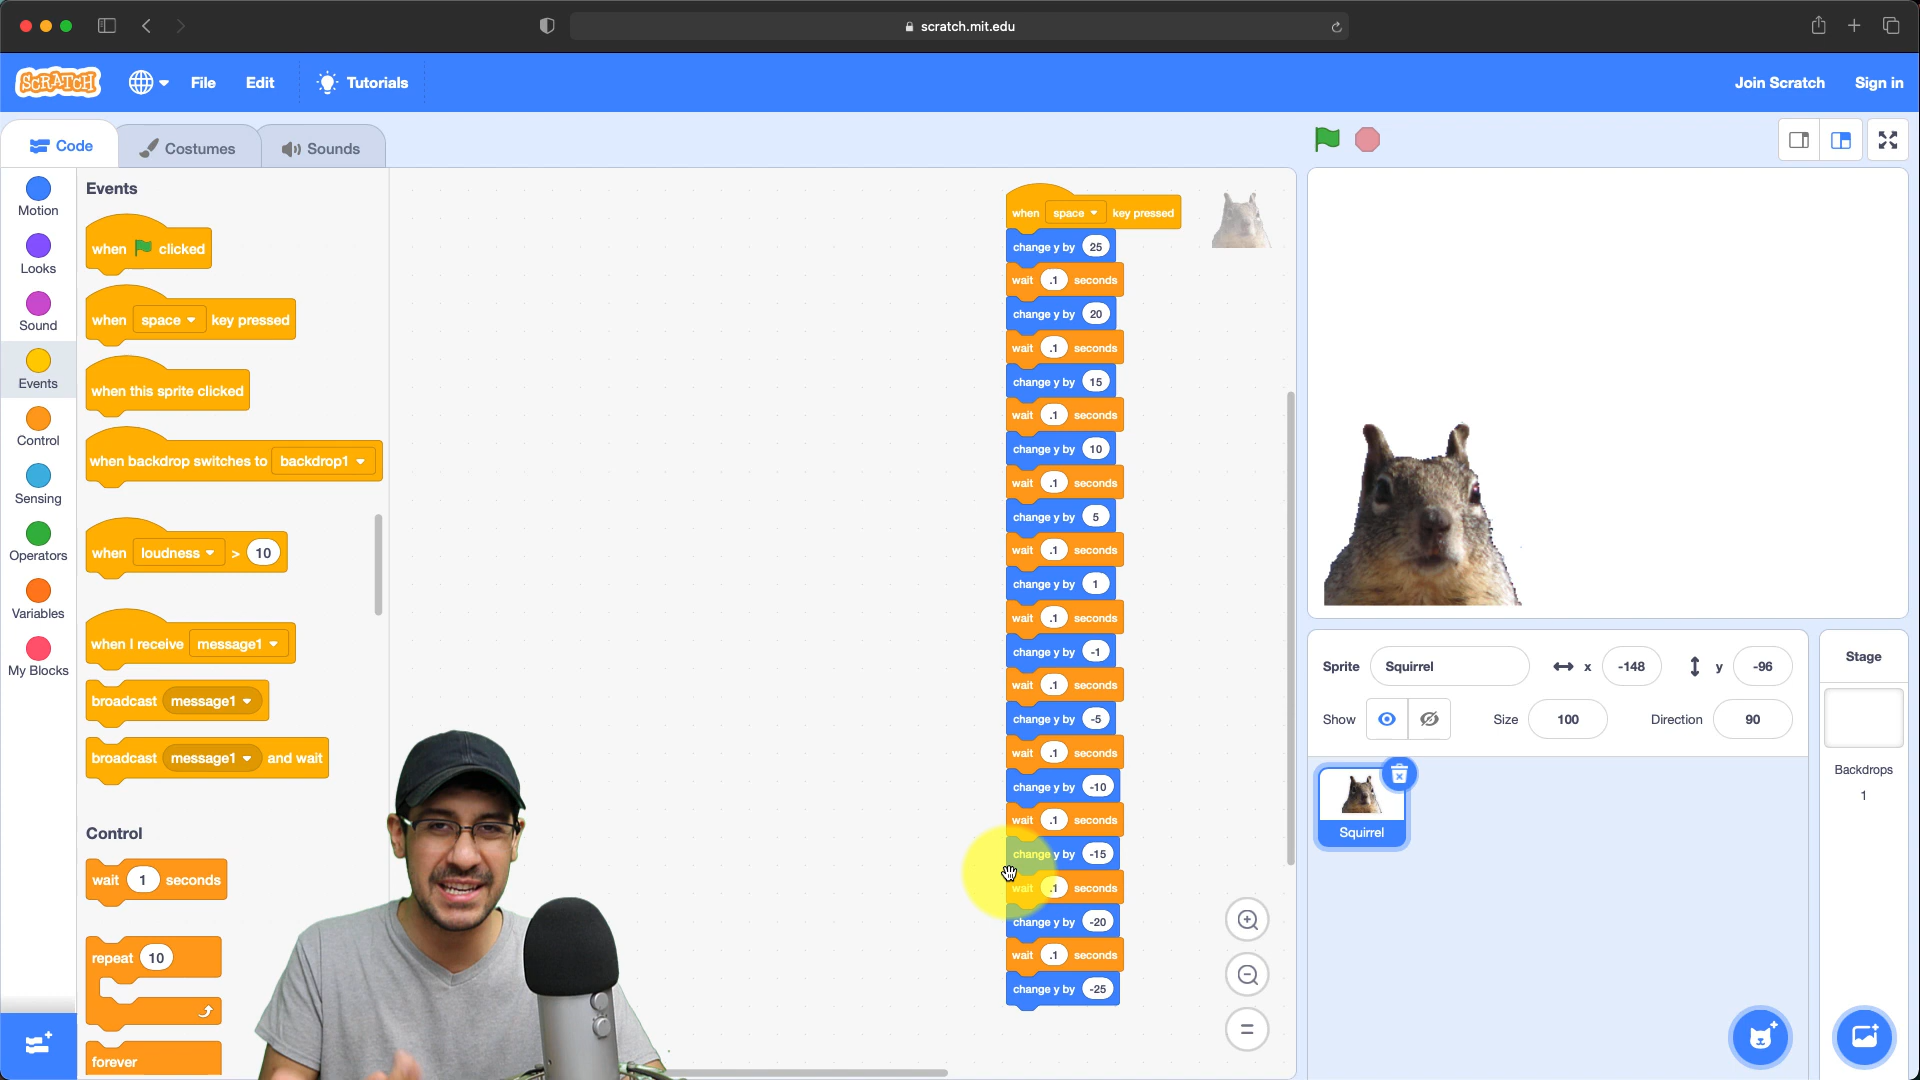 scratch.mit.edu
SCRATCH
File
Edit
Tutorials
Join Scratch
Sign in
Code
Costumes
Sounds
Motion
Looks
Sound
Events
Control
Sensing
Operators
Variables
My Blocks
Events
when clicked
when space key pressed
when this sprite clicked
when backdrop switches to backdrop1
when loudness > 10
when I receive message1
broadcast message1
broadcast message1 and wait
Control
wait 1 seconds
repeat 10
forever
when space key pressed
change y by 25
wait .1 seconds
change y by 20
wait .1 seconds
change y by 15
wait .1 seconds
change y by 10
wait .1 seconds
change y by 5
wait .1 seconds
change y by 1
wait .1 seconds
change y by -1
wait .1 seconds
change y by -5
wait .1 seconds
change y by -10
wait .1 seconds
change y by -15
wait .1 seconds
change y by -20
wait .1 seconds
change y by -25
Sprite Squirrel x -148 y -96
Show Size 100 Direction 90
Squirrel
Stage
Backdrops
1